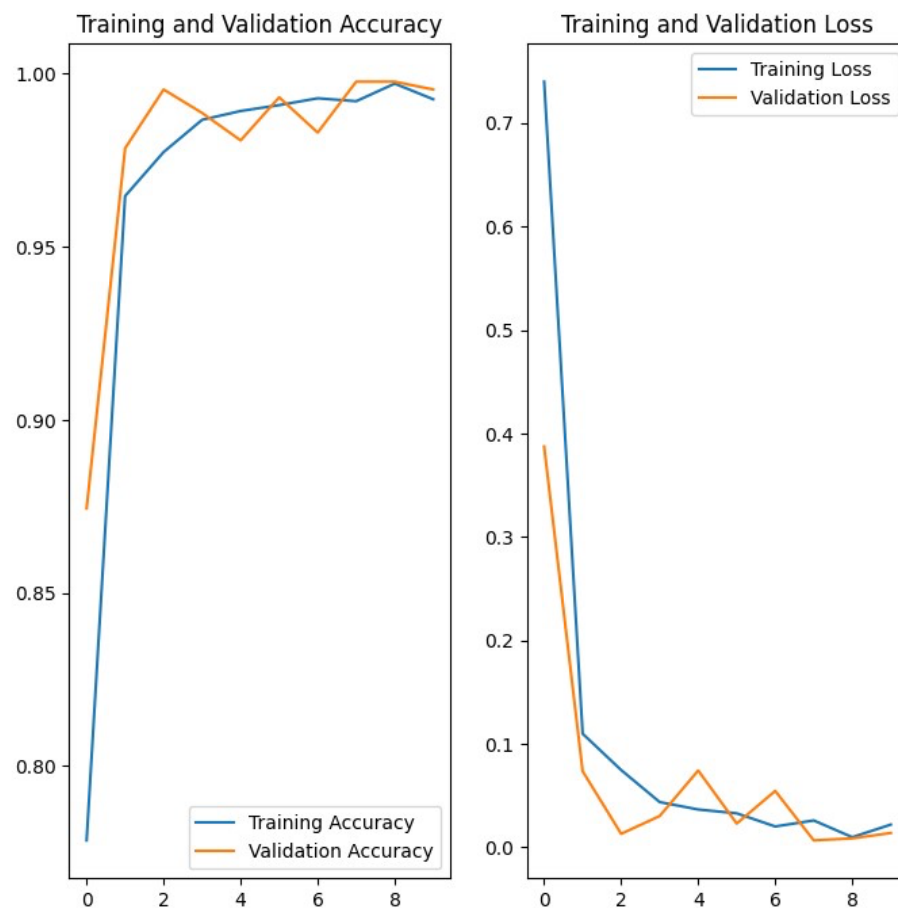 Training and Validation Accuracy
1.00
0.95
0.90
0.85
0.80
Training Accuracy
Validation Accuracy
0 2 4 6 8
Training and Validation Loss
Training Loss
Validation Loss
0.7
0.6
0.5
0.4
0.3
0.2
0.1
0.0
0 2 4 6 8